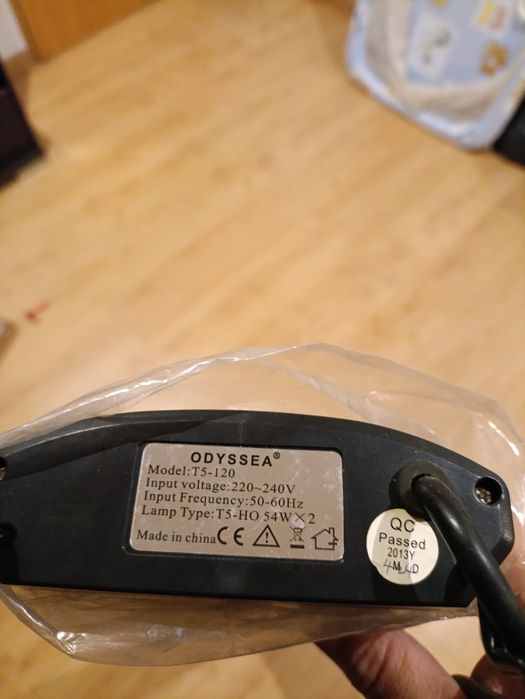 ODYSSEA®
Model:T5-120
Input voltage:220~240V
Input Frequency:50-60Hz
Lamp Type:T5-HO 54W×2
Made in china CE
QC
Passed
2013Y
M D